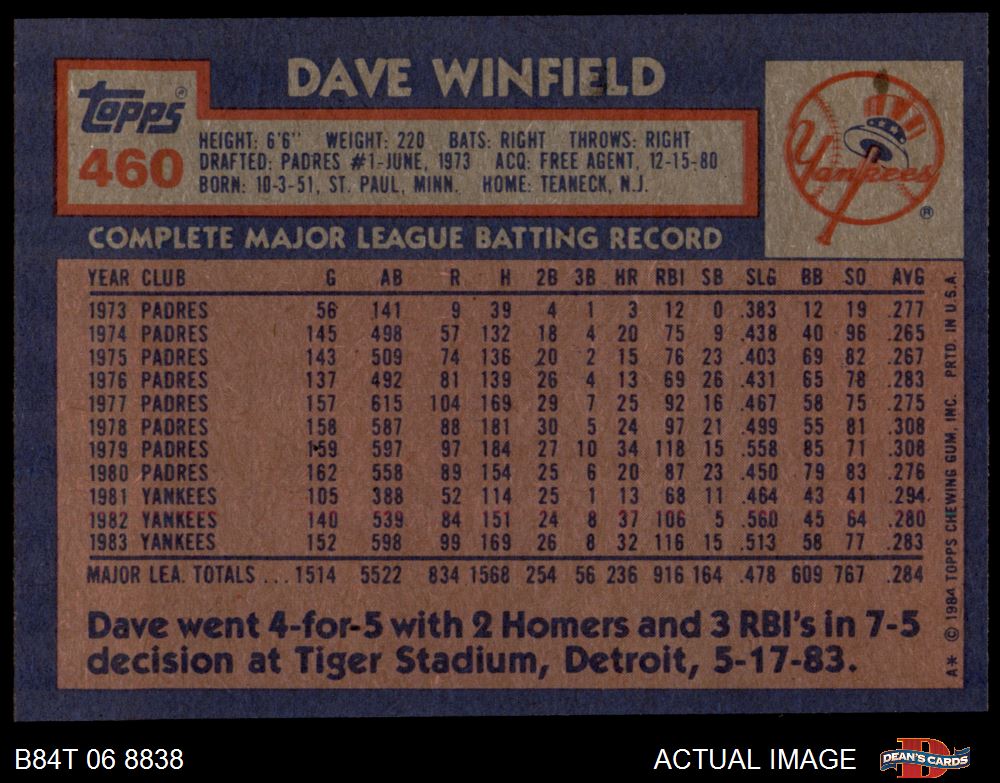 DAVE WINFIELD
Topps®
460
HEIGHT: 6'6" WEIGHT: 220 BATS: RIGHT THROWS: RIGHT
DRAFTED: PADRES #1-JUNE, 1973 ACQ: FREE AGENT, 12-15-80
BORN: 10-3-51, ST. PAUL, MINN. HOME: TEANECK, N.J.
Yankees
®
COMPLETE MAJOR LEAGUE BATTING RECORD
YEAR CLUB G AB R H 2B 3B HR RBI SB SLG BB SO AVG
1973 PADRES 56 141 9 39 4 1 3 12 0 .383 12 19 .277
1974 PADRES 145 498 57 132 18 4 20 75 9 .438 40 96 .265
1975 PADRES 143 509 74 136 20 2 15 76 23 .403 69 82 .267
1976 PADRES 137 492 81 139 26 4 13 69 26 .431 65 78 .283
1977 PADRES 157 615 104 169 29 7 25 92 16 .467 58 75 .275
1978 PADRES 158 587 88 181 30 5 24 97 21 .499 55 81 .308
1979 PADRES 159 597 97 184 27 10 34 118 15 .558 85 71 .308
1980 PADRES 162 558 89 154 25 6 20 87 23 .450 79 83 .276
1981 YANKEES 105 388 52 114 25 1 13 68 11 .464 43 41 .294
1982 YANKEES 140 539 84 151 24 8 37 106 5 .560 45 64 .280
1983 YANKEES 152 598 99 169 26 8 32 116 15 .513 58 77 .283
MAJOR LEA. TOTALS ... 1514 5522 834 1568 254 56 236 916 164 .478 609 767 .284
Dave went 4-for-5 with 2 Homers and 3 RBI's in 7-5
decision at Tiger Stadium, Detroit, 5-17-83.
A* © 1984 TOPPS CHEWING GUM, INC. PRTD. IN U.S.A.
B84T 06 8838
ACTUAL IMAGE
DEAN'S CARDS